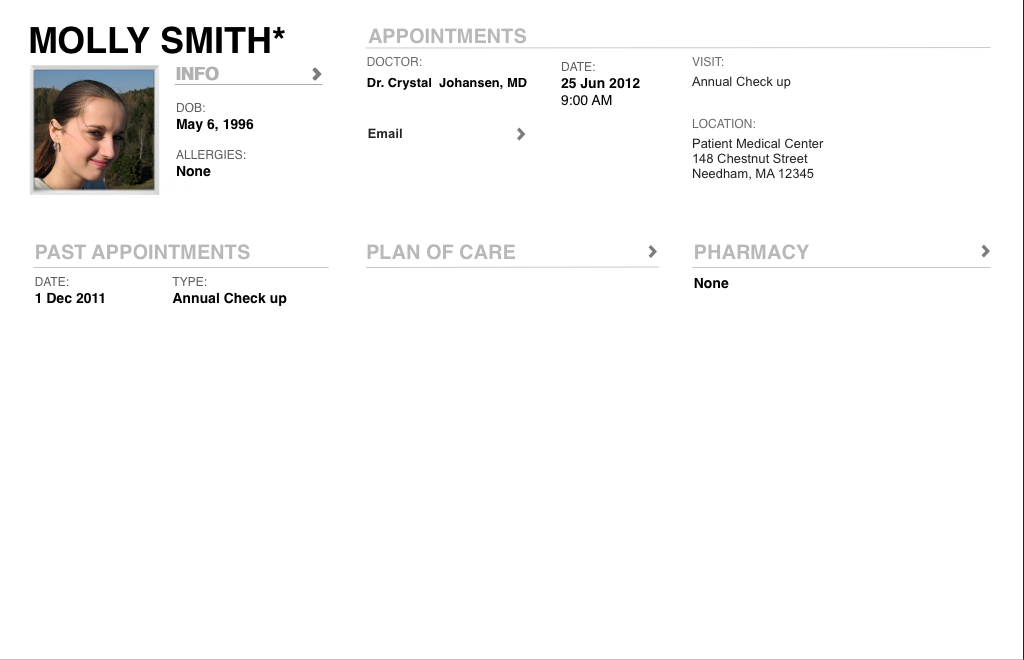 MOLLY SMITH*
INFO
DOB:
May 6, 1996
ALLERGIES:
None
APPOINTMENTS
DOCTOR:
Dr. Crystal Johansen, MD
Email
DATE:
25 Jun 2012
9:00 AM
VISIT:
Annual Check up
LOCATION:
Patient Medical Center
148 Chestnut Street
Needham, MA 12345
PAST APPOINTMENTS
DATE:
1 Dec 2011
TYPE:
Annual Check up
PLAN OF CARE
PHARMACY
None